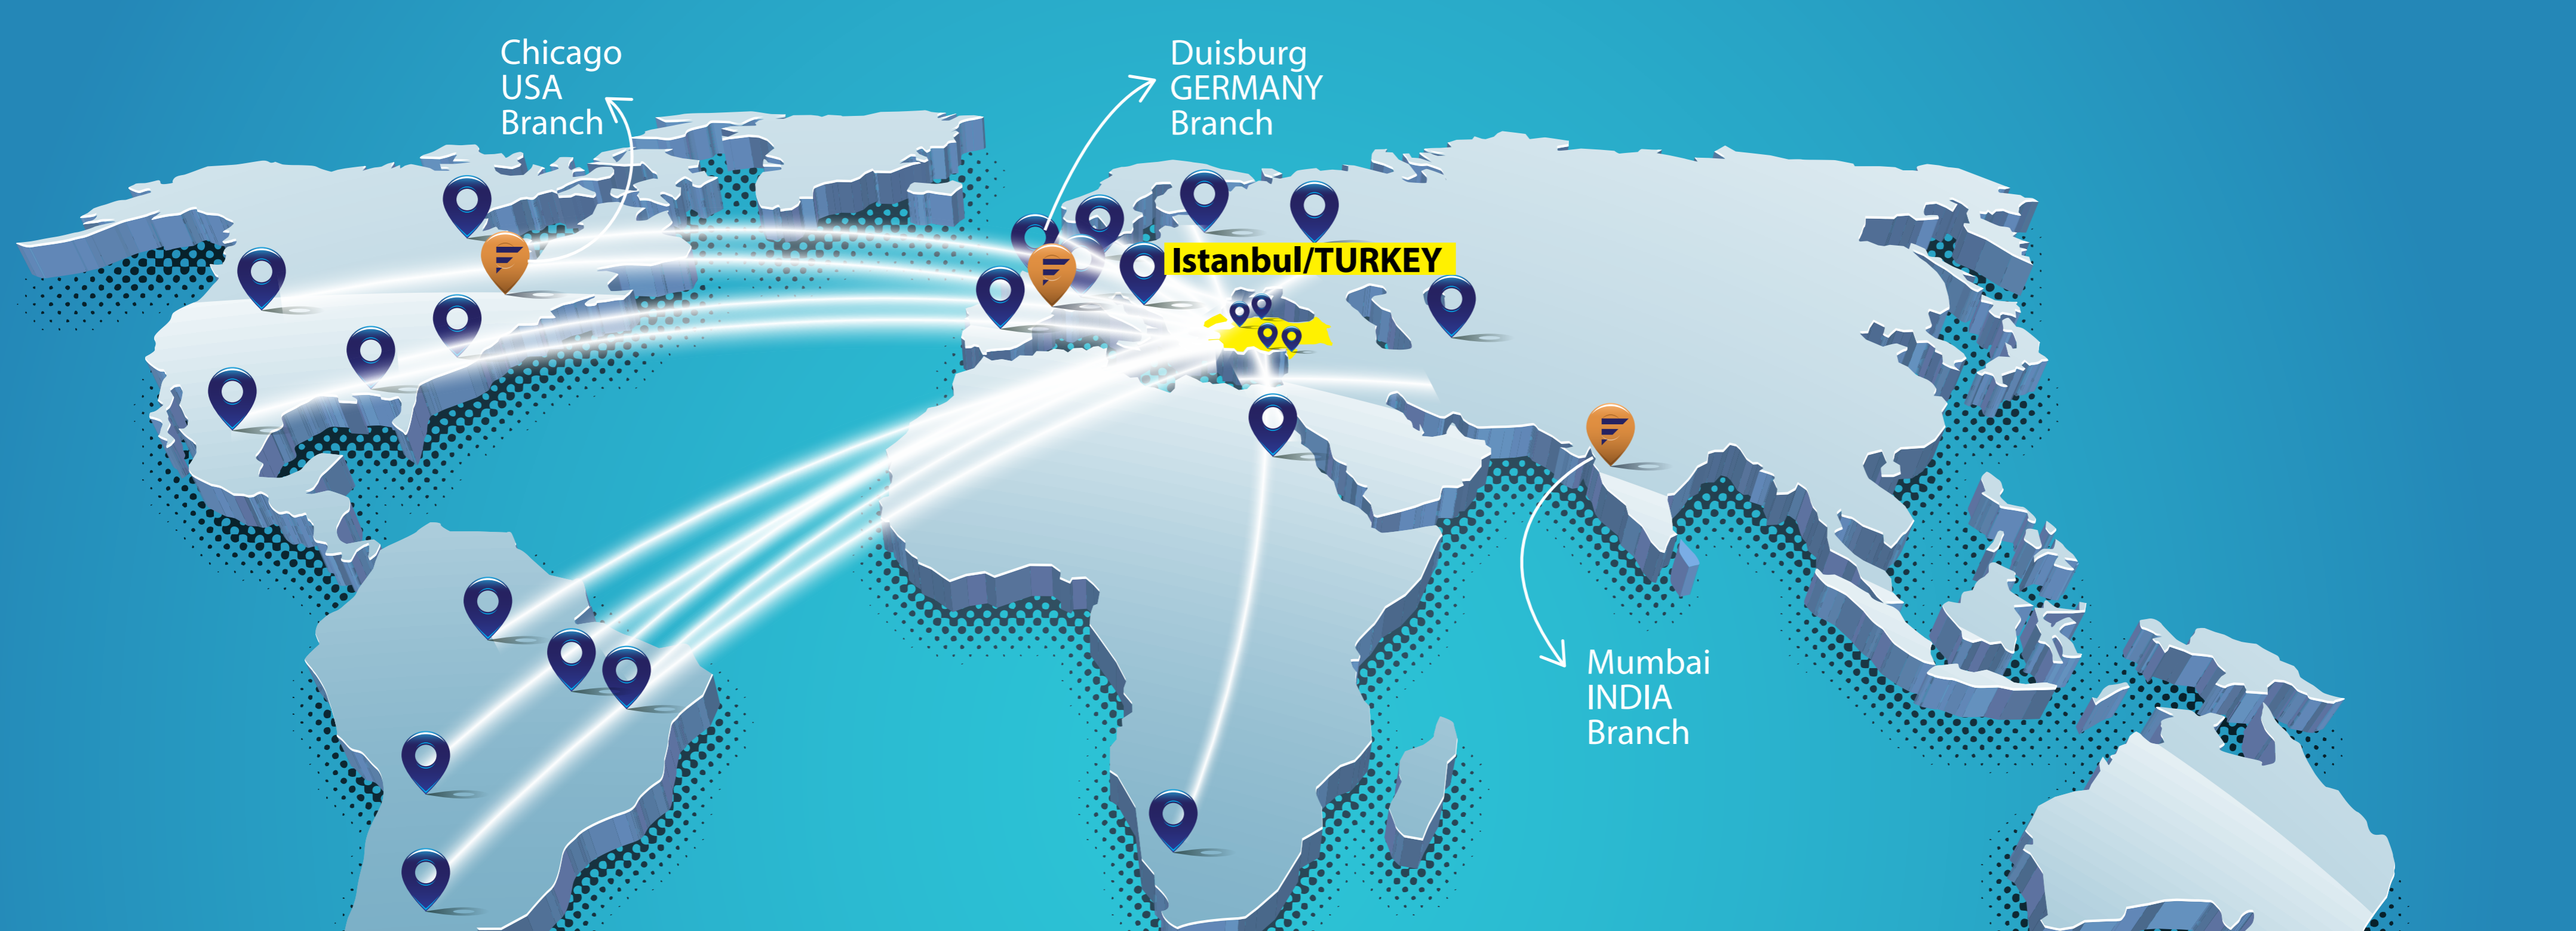 Chicago
USA
Branch
Duisburg
GERMANY
Branch
Istanbul/TURKEY
Mumbai
INDIA
Branch